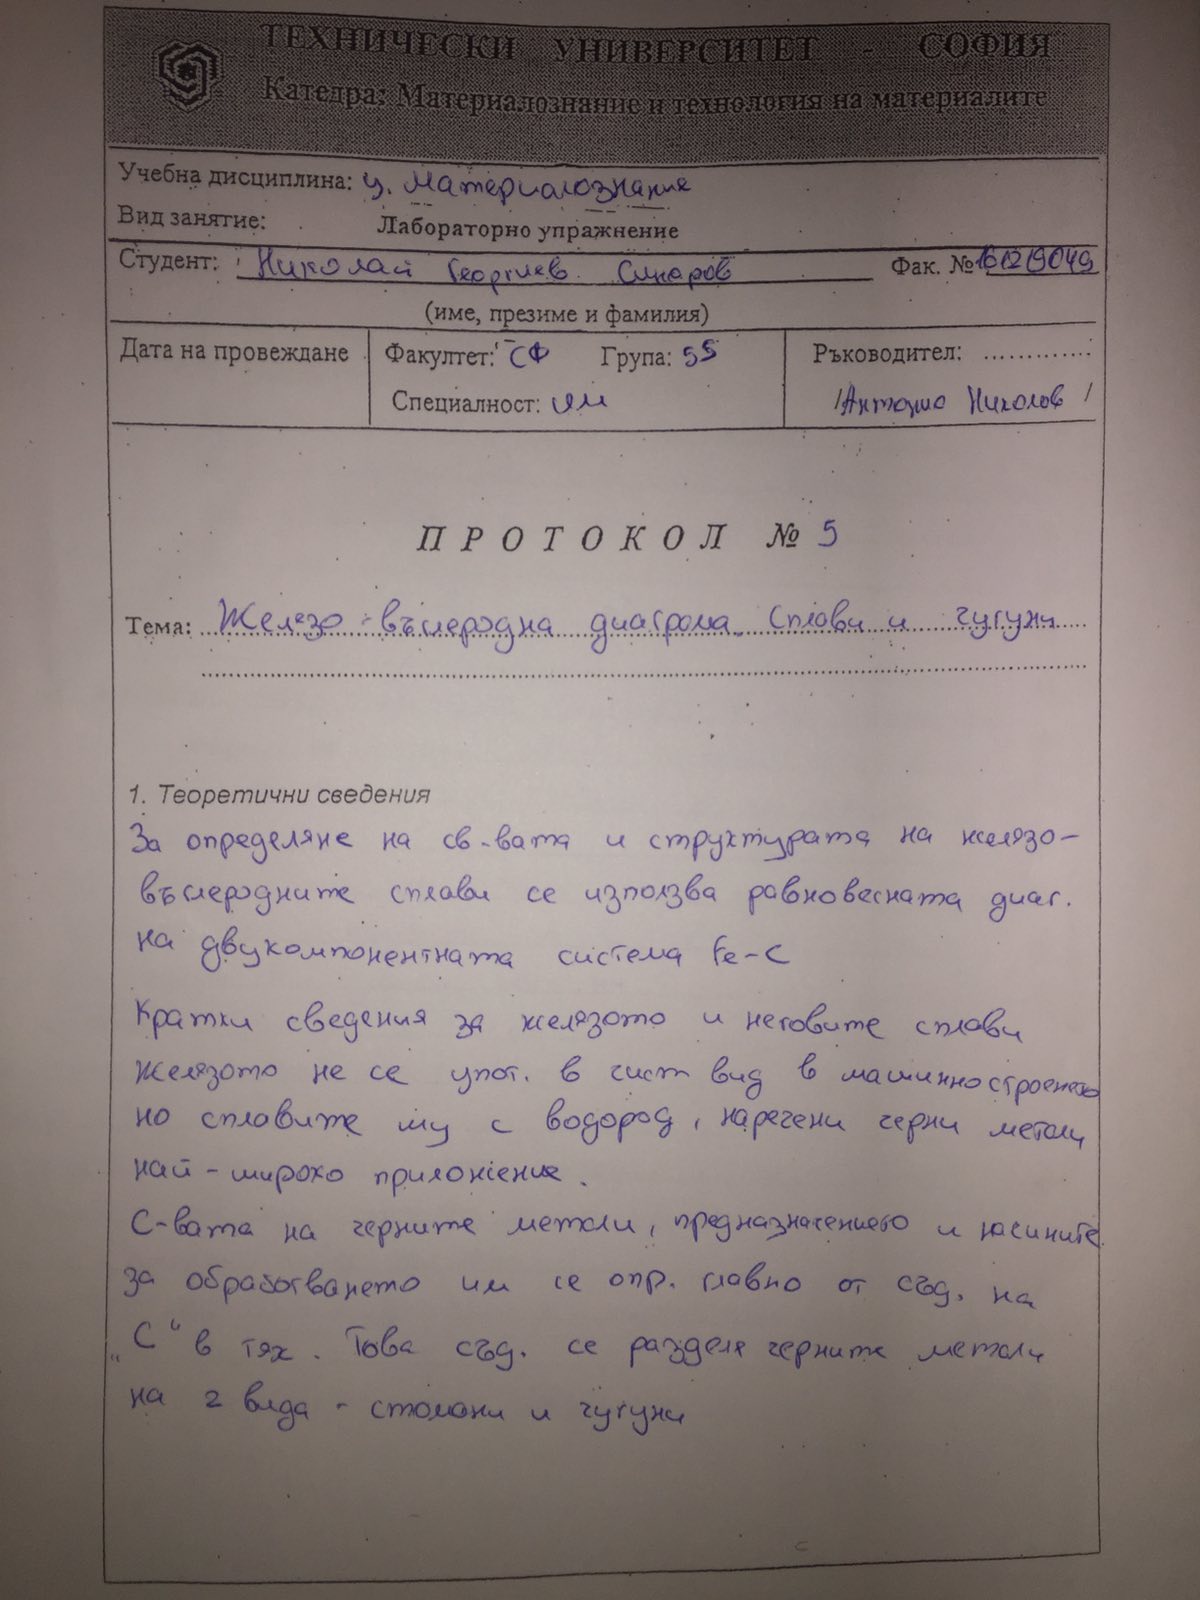 ТЕХНИЧЕСКИ УНИВЕРСИТЕТ - СОФИЯ
Катедра: Материалознание и технология на материалите
Учебна дисциплина: Материалознание
Вид занятие: Лабораторно упражнение
Студент: Николай Георгиев Фак. №
(име, презиме и фамилия)
Дата на провеждане Факултет: СФ Група: 55 Ръководител: ..............
Специалност: ИМ /Антонио Николов /
ПРОТОКОЛ № 5
Тема: Желязо - въглеродна диаграма. Сплави и чугуни
1. Теоретични сведения
За определяне на св-вата и структурата на желязо-
въглеродните сплави се използва равновесната диаг.
на двукомпонентната система Fe-C
Кратки сведения за желязото и неговите сплави
Желязото не се упот. в чист вид в машинностроенето
но сплавите му с водород, наречени черни метали
най-широко приложение.
С-вата на черните метали, предназначението и начините
за обработването им се опр. главно от съд. на
„C“ в тях. Това съд. се разделя черните метали
на 2 вида - стомани и чугуни